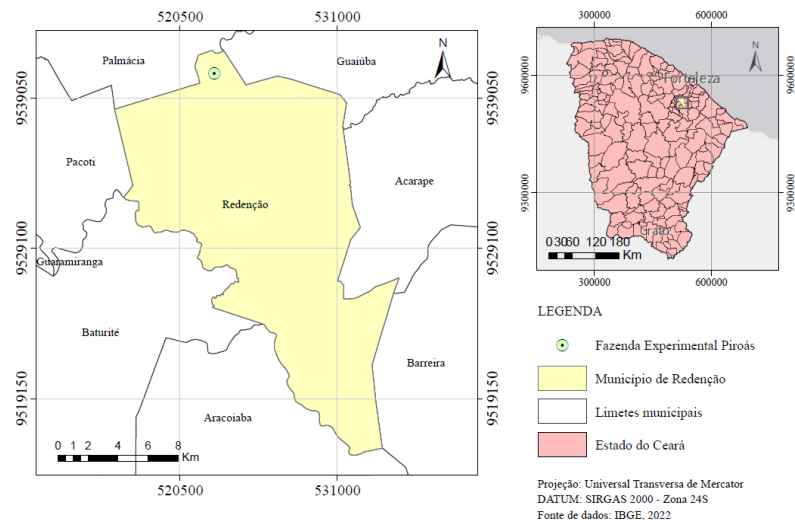 520500
531000
Palmácia
Guaiúba
N
9539050
9539050
Pacoti
Acarape
Redenção
9529100
9529100
Guaramiranga
Baturité
Barreira
9519150
9519150
Aracoiaba
0 1 2 4 6 8
Km
520500
531000
300000
600000
N
Fortaleza
9600000
9600000
9300000
9300000
Crato
0 30 60 120 180
Km
300000
600000
LEGENDA
Fazenda Experimental Piroás
Município de Redenção
Limetes municipais
Estado do Ceará
Projeção: Universal Transversa de Mercator
DATUM: SIRGAS 2000 - Zona 24S
Fonte de dados: IBGE, 2022